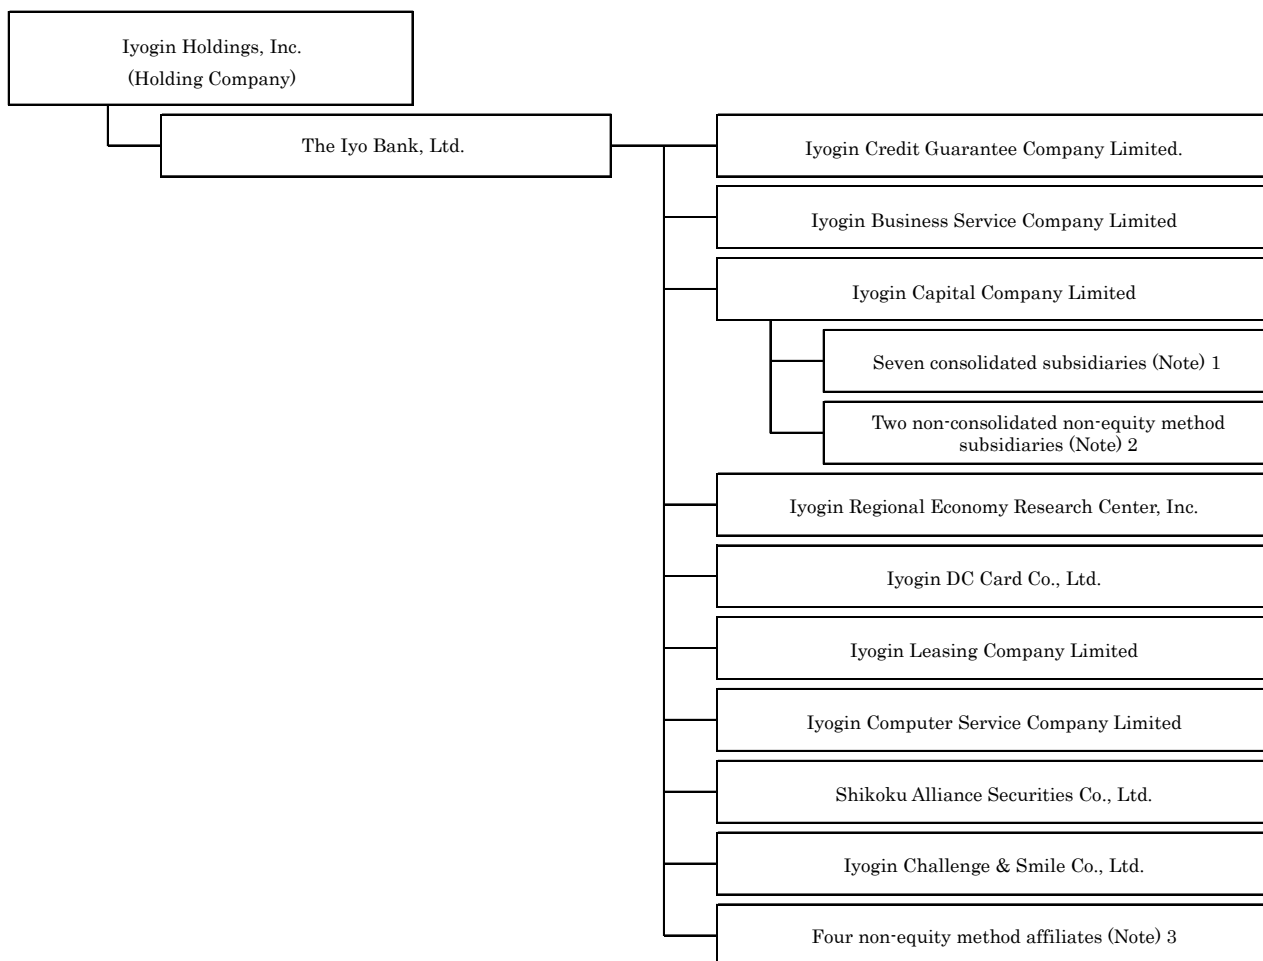 Iyogin Holdings, Inc.
(Holding Company)
The Iyo Bank, Ltd.
Iyogin Credit Guarantee Company Limited.
Iyogin Business Service Company Limited
Iyogin Capital Company Limited
Seven consolidated subsidiaries (Note) 1
Two non-consolidated non-equity method
subsidiaries (Note) 2
Iyogin Regional Economy Research Center, Inc.
Iyogin DC Card Co., Ltd.
Iyogin Leasing Company Limited
Iyogin Computer Service Company Limited
Shikoku Alliance Securities Co., Ltd.
Iyogin Challenge & Smile Co., Ltd.
Four non-equity method affiliates (Note) 3